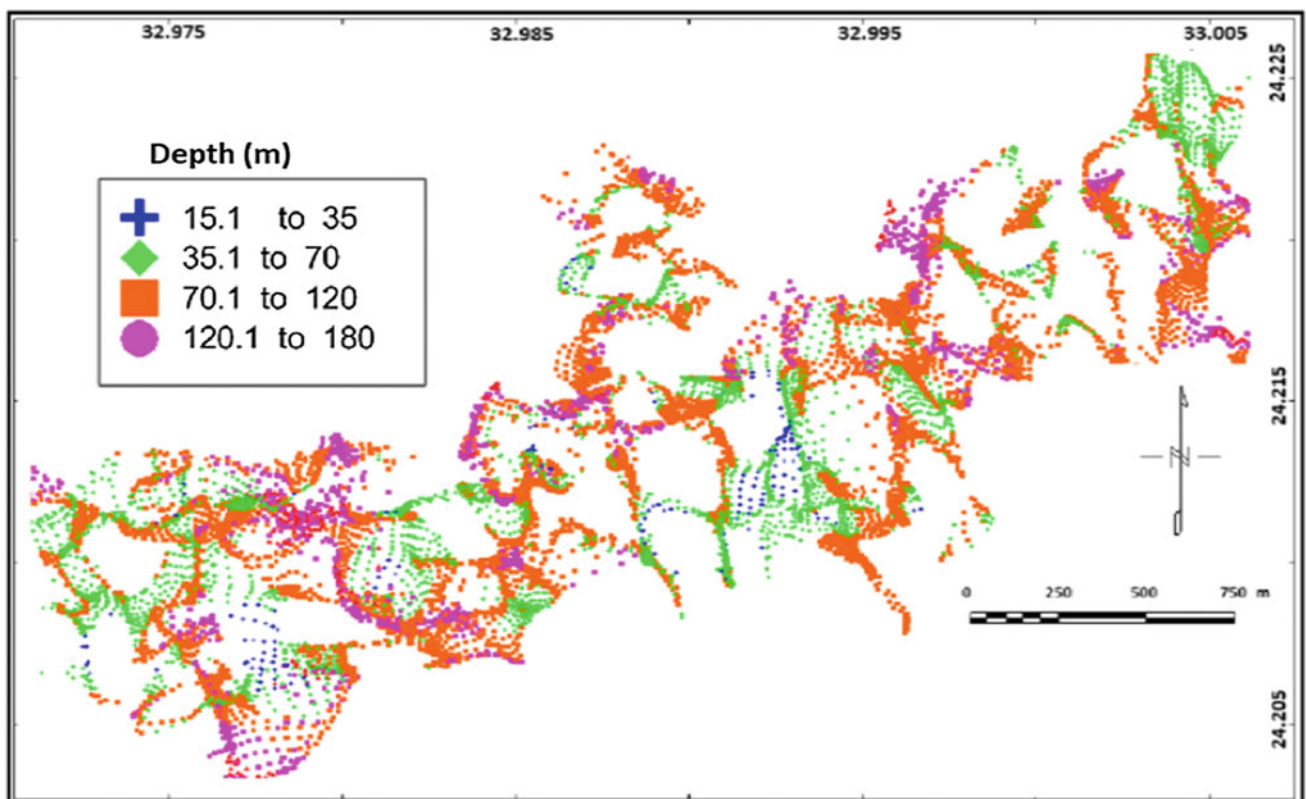 32.975 32.985 32.995 33.005
24.225
Depth (m)
15.1 to 35
35.1 to 70
70.1 to 120
120.1 to 180
24.215
0 250 500 750 m
24.205